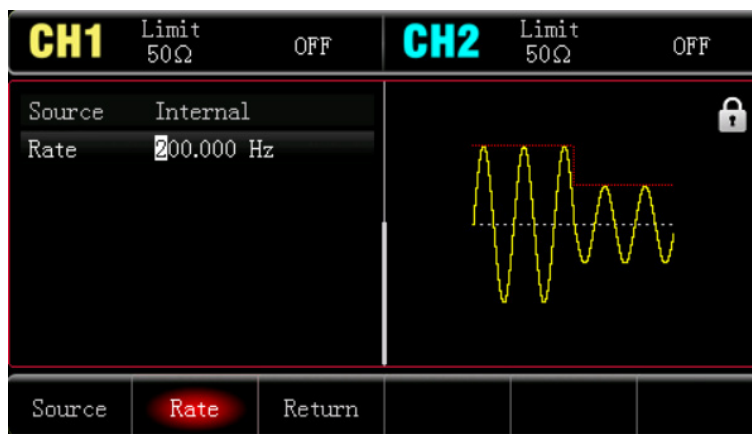 CH1 Limit 50Ω OFF CH2 Limit 50Ω OFF
Source Internal
Rate 200.000 Hz
Source Rate Return